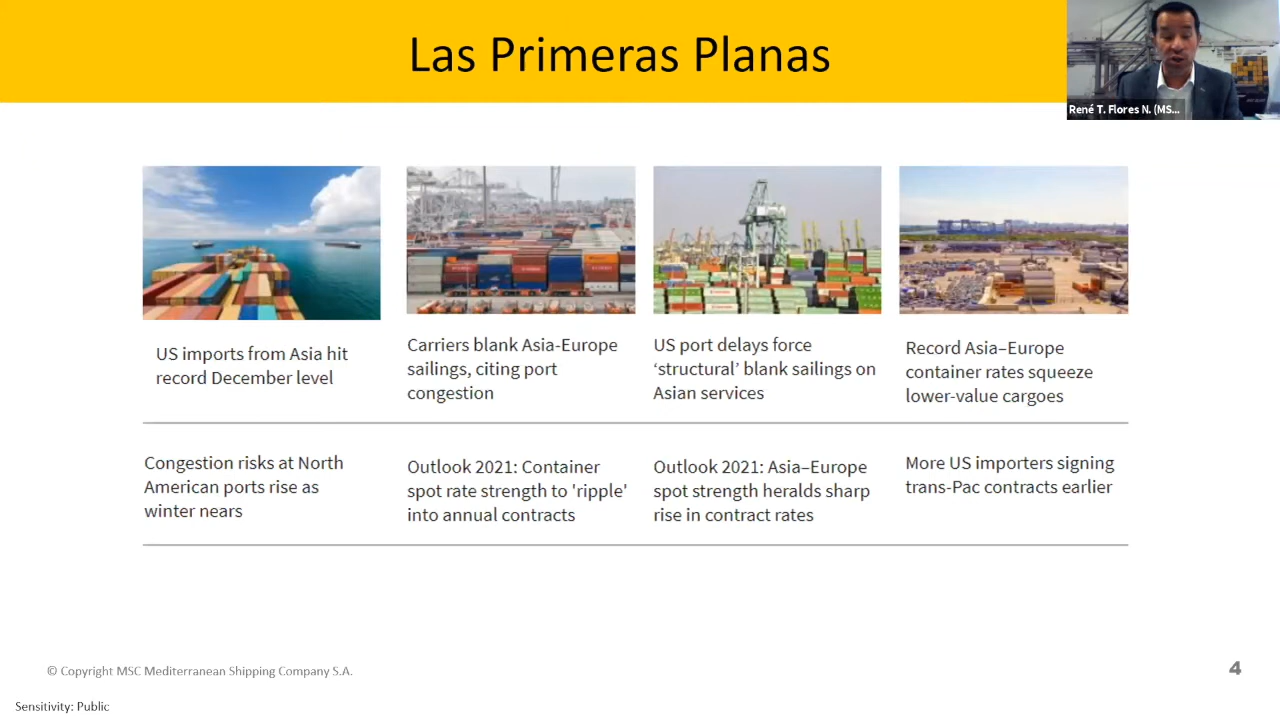 Las Primeras Planas
René T. Flores N. (MS...
US imports from Asia hit
record December level
Carriers blank Asia-Europe
sailings, citing port
congestion
US port delays force
‘structural’ blank sailings on
Asian services
Record Asia–Europe
container rates squeeze
lower-value cargoes
Congestion risks at North
American ports rise as
winter nears
Outlook 2021: Container
spot rate strength to 'ripple'
into annual contracts
Outlook 2021: Asia–Europe
spot strength heralds sharp
rise in contract rates
More US importers signing
trans-Pac contracts earlier
© Copyright MSC Mediterranean Shipping Company S.A.
4
Sensitivity: Public